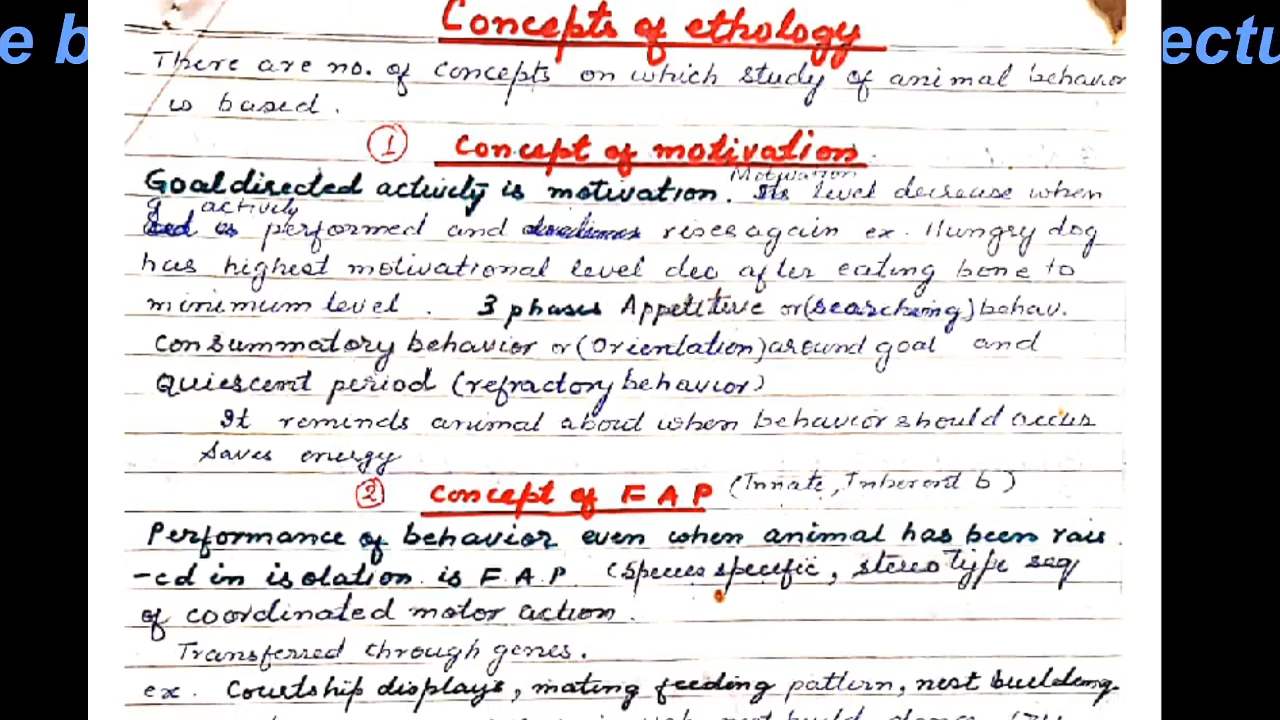 Concepts of ethology
e b
ectu
There are no. of concepts on which study of animal behavior
is based.
① Concept of motivation
Goal directed activity is motivation. Motivation Its level decrease when
activity
is performed and rises again ex. Hungry dog
has highest motivational level dec after eating bone to
minimum level. 3 phases Appetitive or (searching) behav.
consummatory behavior or (Orientation) around goal and
Quiescent period (refractory behavior)
It reminds animal about when behavior should occur
Saves energy
② Concept of F A P (Innate, Inherent b)
Performance of behavior even when animal has been rais
-ed in isolation is F.A.P. (Species specific, stereotype seq
of coordinated motor action.
Transferred through genes.
ex. Courtship displays, mating feeding pattern, nest building.